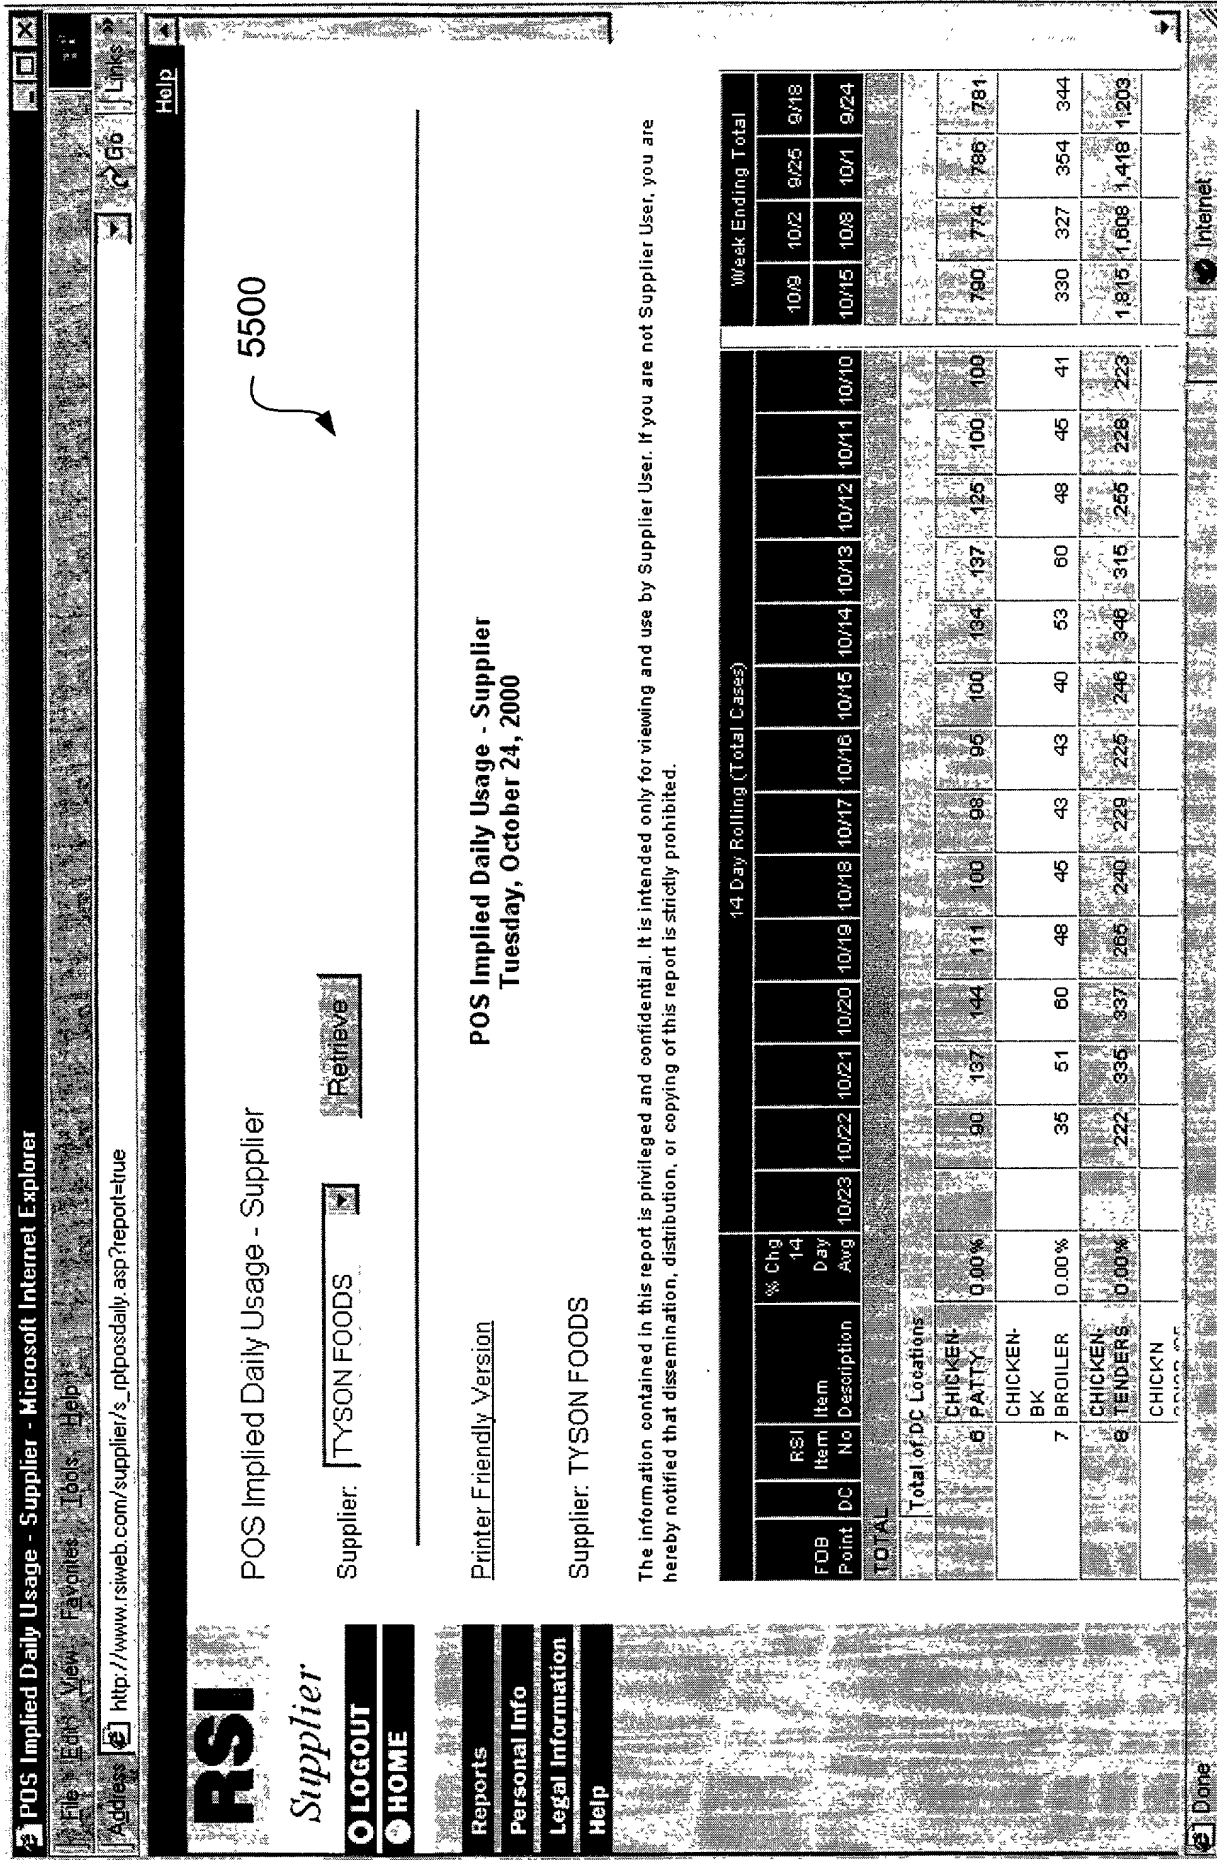 POS Implied Daily Usage - Supplier - Microsoft Internet Explorer
File Edit View Favorites Tools Help
Address http://www.rsiweb.com/supplier/s_rptposdaily.asp?report=true Go Links »
Help
RSI
Supplier
LOGOUT
HOME
Reports
Personal Info
Legal Information
Help
POS Implied Daily Usage - Supplier
5500
Supplier: TYSON FOODS Retrieve
Printer Friendly Version
POS Implied Daily Usage - Supplier
Tuesday, October 24, 2000
Supplier: TYSON FOODS
The information contained in this report is privileged and confidential. It is intended only for viewing and use by Supplier User. If you are not Supplier User, you are
hereby notified that dissemination, distribution, or copying of this report is strictly prohibited.
14 Day Rolling (Total Cases) Week Ending Total
10/9 10/2 9/25 9/18
FOB Point DC RSI Item No Item Description % Chg 14 Day Avg 10/23 10/22 10/21 10/20 10/19 10/18 10/17 10/16 10/15 10/14 10/13 10/12 10/11 10/10 10/15 10/8 10/1 9/24
TOTAL
Total of DC Locations
6 CHICKEN-PATTY 0.00% 90 137 144 111 100 98 95 100 134 137 125 100 100 790 774 786 781
7 CHICKEN-BK BROILER 0.00% 35 51 60 48 45 43 43 40 53 60 48 45 41 330 327 354 344
8 CHICKEN-TENDERS 0.00% 222 335 337 265 240 229 225 246 346 315 255 228 223 1,815 1,608 1,418 1,203
CHICK'N
Done Internet